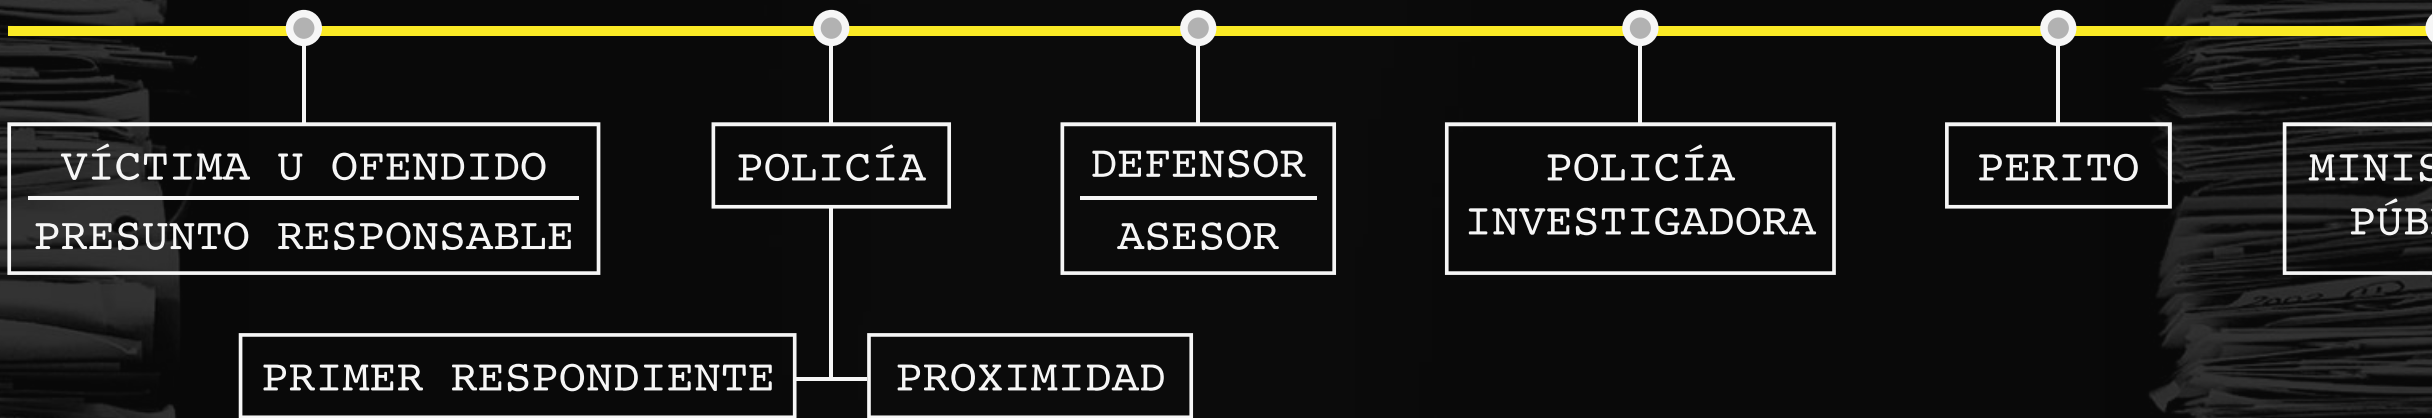 VÍCTIMA U OFENDIDO
PRESUNTO RESPONSABLE
POLICÍA
DEFENSOR
ASESOR
POLICÍA
INVESTIGADORA
PERITO
PRIMER RESPONDIENTE
PROXIMIDAD